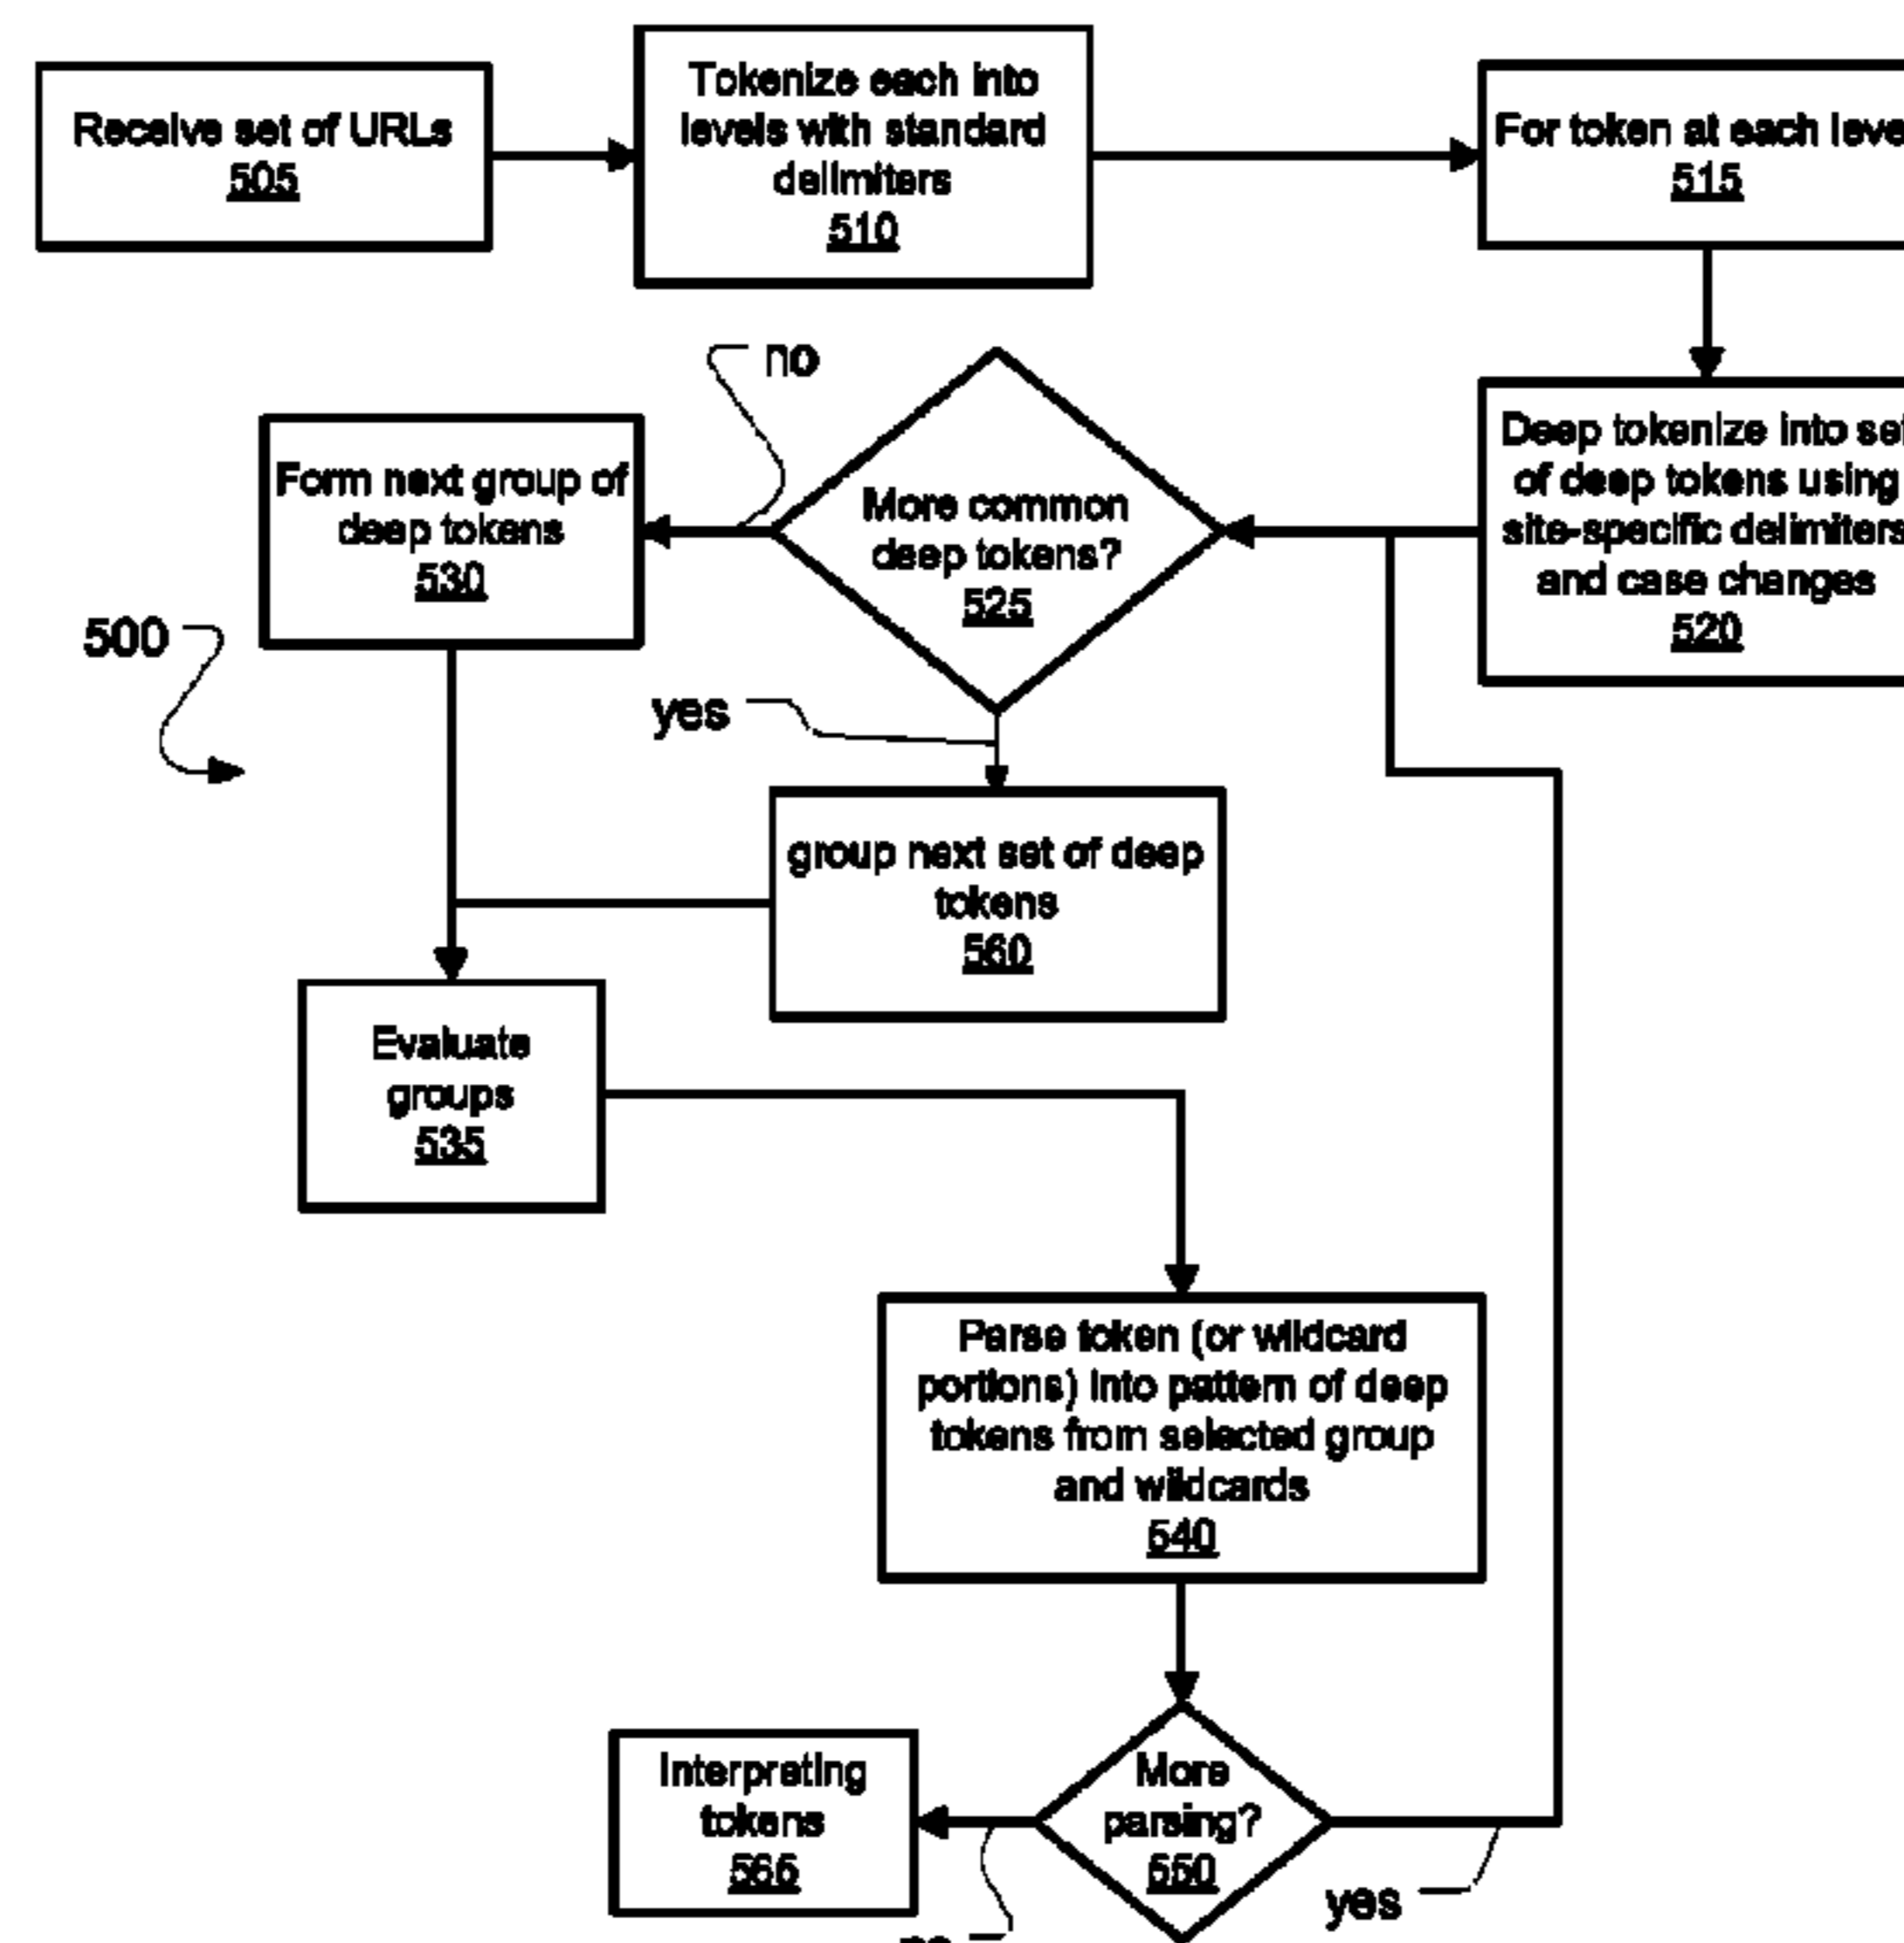 Receive set of URLs
505
Tokenize each into
levels with standard
delimiters
510
For token at each leve
515
no
Form next group of
deep tokens
530
More common
deep tokens?
525
Deep tokenize into set
of deep tokens using
site-specific delimiters
and case changes
520
500
yes
group next set of deep
tokens
560
Evaluate
groups
535
Parse token (or wildcard
portions) into pattern of deep
tokens from selected group
and wildcards
540
Interpreting
tokens
565
More
parsing?
550
yes